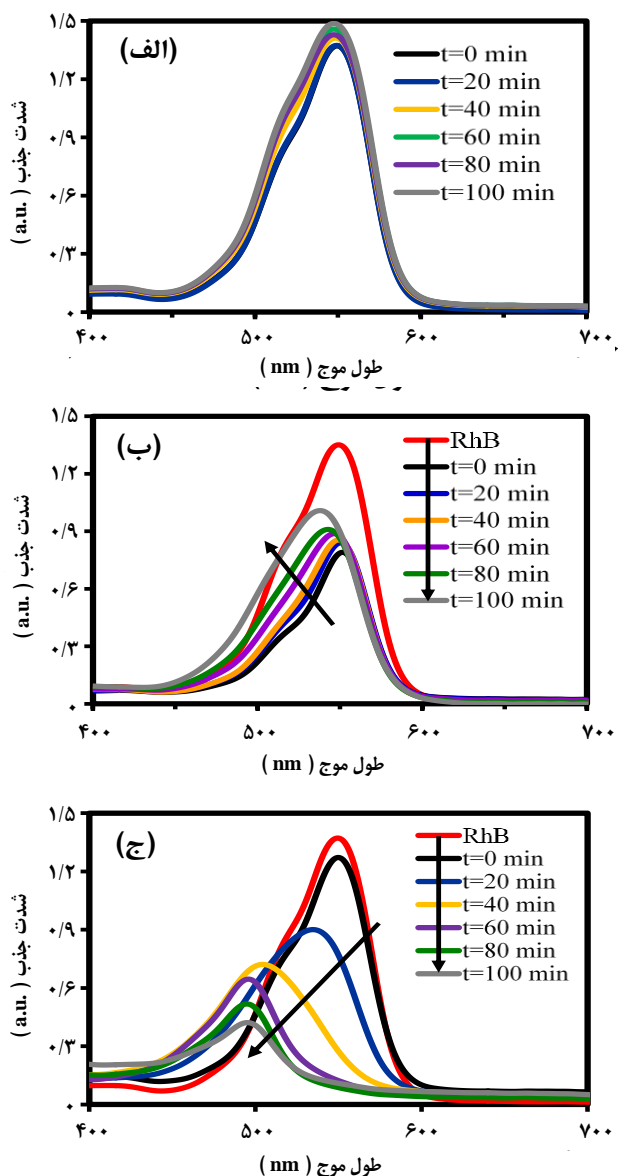 (الف)
t=0 min
t=20 min
t=40 min
t=60 min
t=80 min
t=100 min
شدت جذب ( a.u. )
۱/۵
۱/۲
۰/۹
۰/۶
۰/۳
۰
۴۰۰ ۵۰۰ ۶۰۰ ۷۰۰
طول موج ( nm )
(ب)
RhB
t=0 min
t=20 min
t=40 min
t=60 min
t=80 min
t=100 min
شدت جذب ( a.u. )
۱/۵
۱/۲
۰/۹
۰/۶
۰/۳
۰
۴۰۰ ۵۰۰ ۶۰۰ ۷۰۰
طول موج ( nm )
(ج)
RhB
t=0 min
t=20 min
t=40 min
t=60 min
t=80 min
t=100 min
شدت جذب ( a.u. )
۱/۵
۱/۲
۰/۹
۰/۶
۰/۳
۰
۴۰۰ ۵۰۰ ۶۰۰ ۷۰۰
طول موج ( nm )